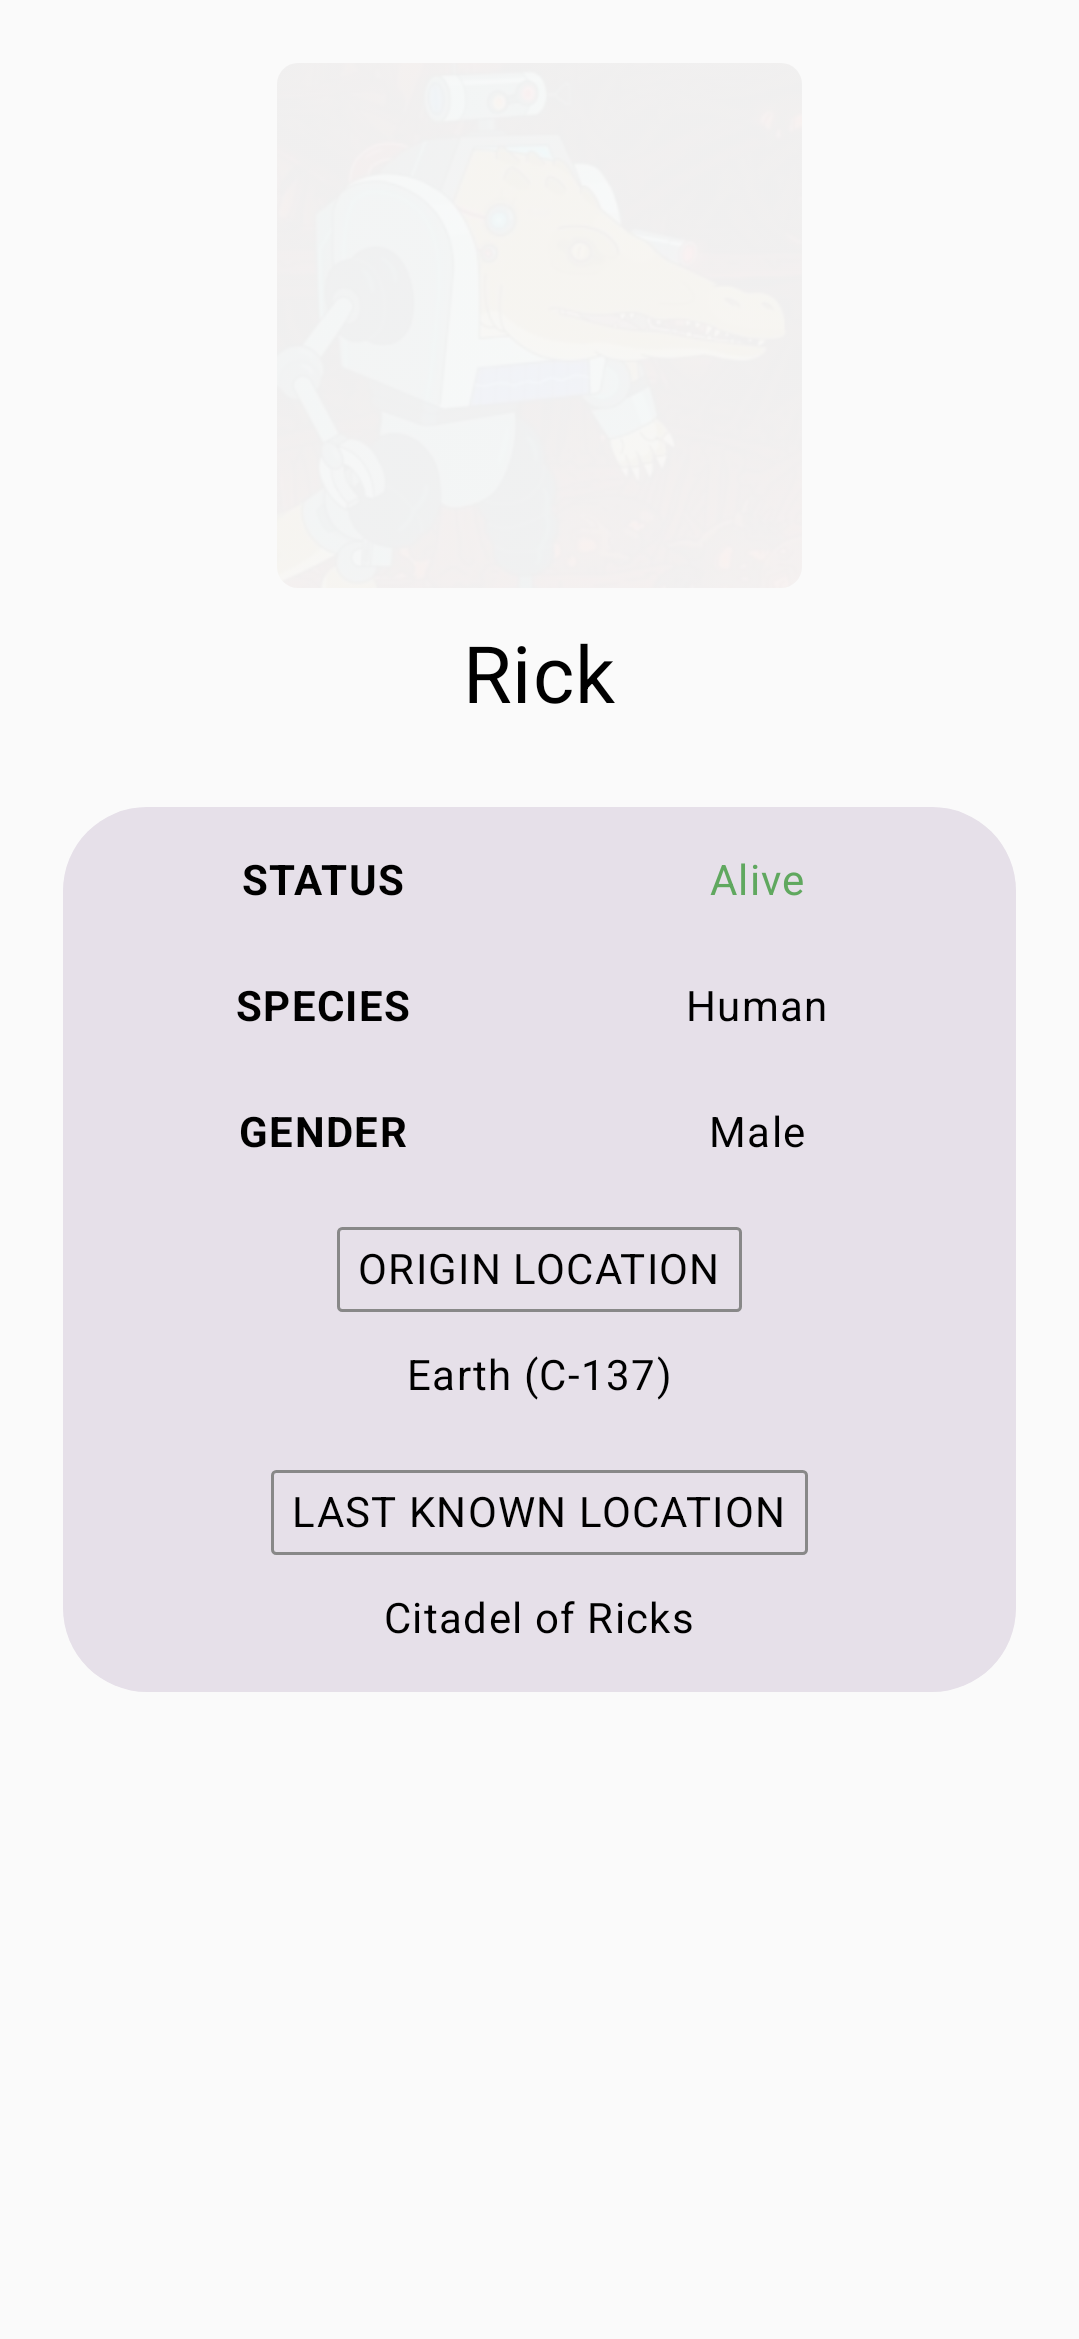 Rick
STATUS Alive
SPECIES Human
GENDER Male
ORIGIN LOCATION
Earth (C-137)
LAST KNOWN LOCATION
Citadel of Ricks